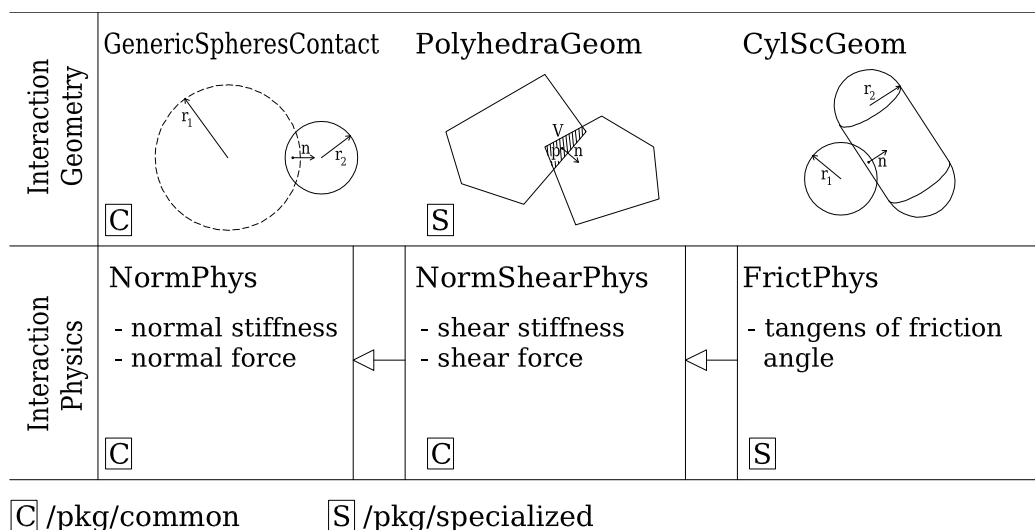 Interaction
Geometry
GenericSpheresContact
r1
n
r2
C
PolyhedraGeom
V
p
n
S
CylScGeom
r2
n
r1
Interaction
Physics
NormPhys
- normal stiffness
- normal force
C
NormShearPhys
- shear stiffness
- shear force
C
FrictPhys
- tangens of friction
angle
S
C /pkg/common
S /pkg/specialized